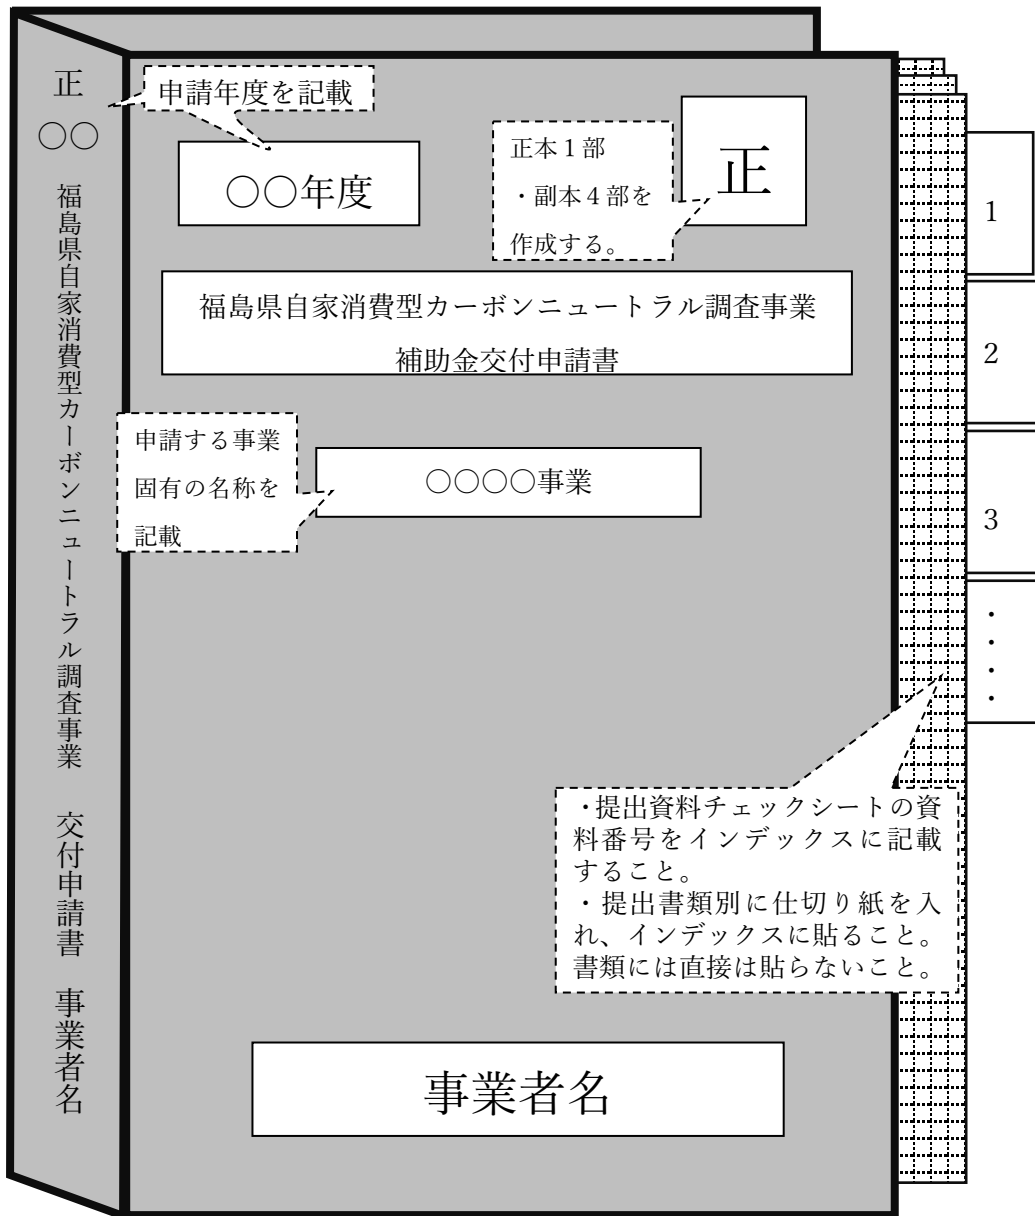 正
○○
福島県自家消費型カーボンニュートラル調査事業 交付申請書 事業者名
申請年度を記載
○○年度
正本１部
・副本４部を
作成する。
正
福島県自家消費型カーボンニュートラル調査事業
補助金交付申請書
申請する事業
固有の名称を
記載
○○○○事業
・提出資料チェックシートの資
料番号をインデックスに記載
すること。
・提出書類別に仕切り紙を入
れ、インデックスに貼ること。
書類には直接は貼らないこと。
事業者名
1
2
3
・
・
・
・